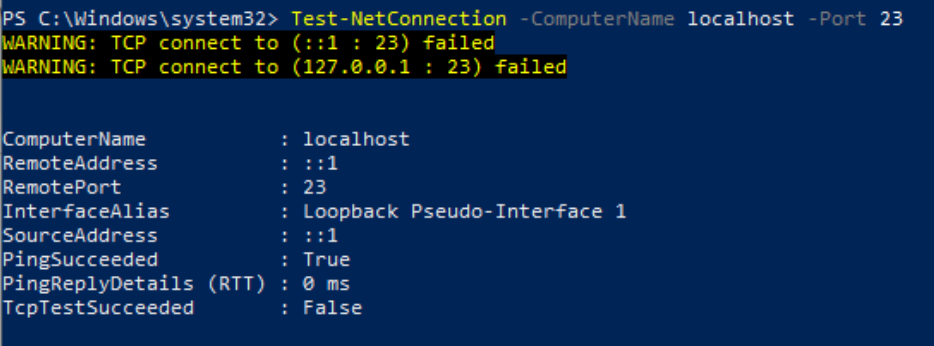 PS C:\Windows\system32> Test-NetConnection -ComputerName localhost -Port 23
WARNING: TCP connect to (::1 : 23) failed
WARNING: TCP connect to (127.0.0.1 : 23) failed
ComputerName : localhost
RemoteAddress : ::1
RemotePort : 23
InterfaceAlias : Loopback Pseudo-Interface 1
SourceAddress : ::1
PingSucceeded : True
PingReplyDetails (RTT) : 0 ms
TcpTestSucceeded : False